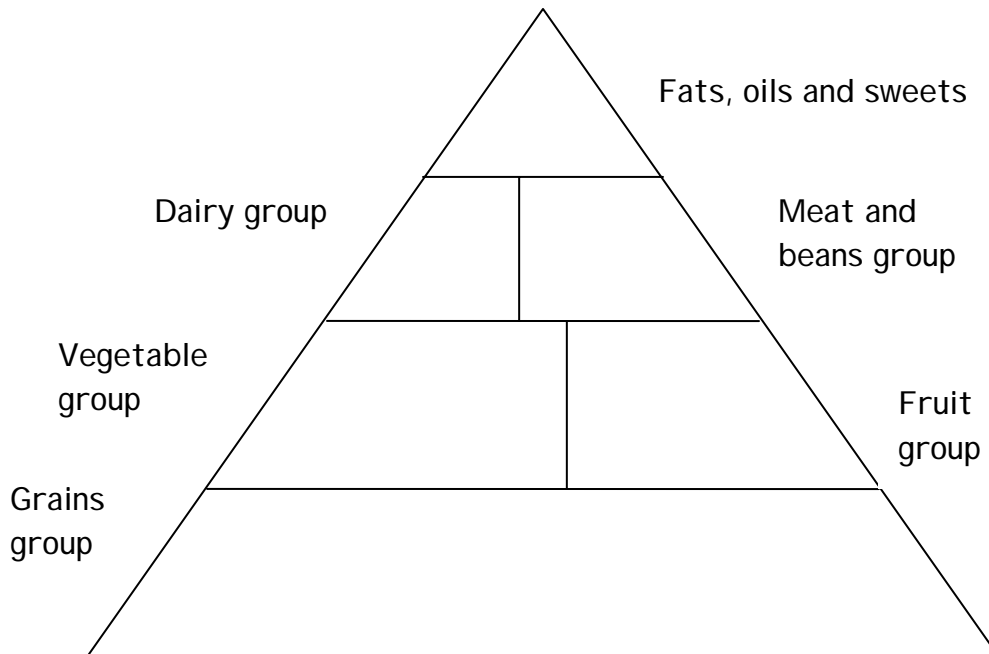 Fats, oils and sweets
Dairy group
Meat and
beans group
Vegetable
group
Fruit
group
Grains
group